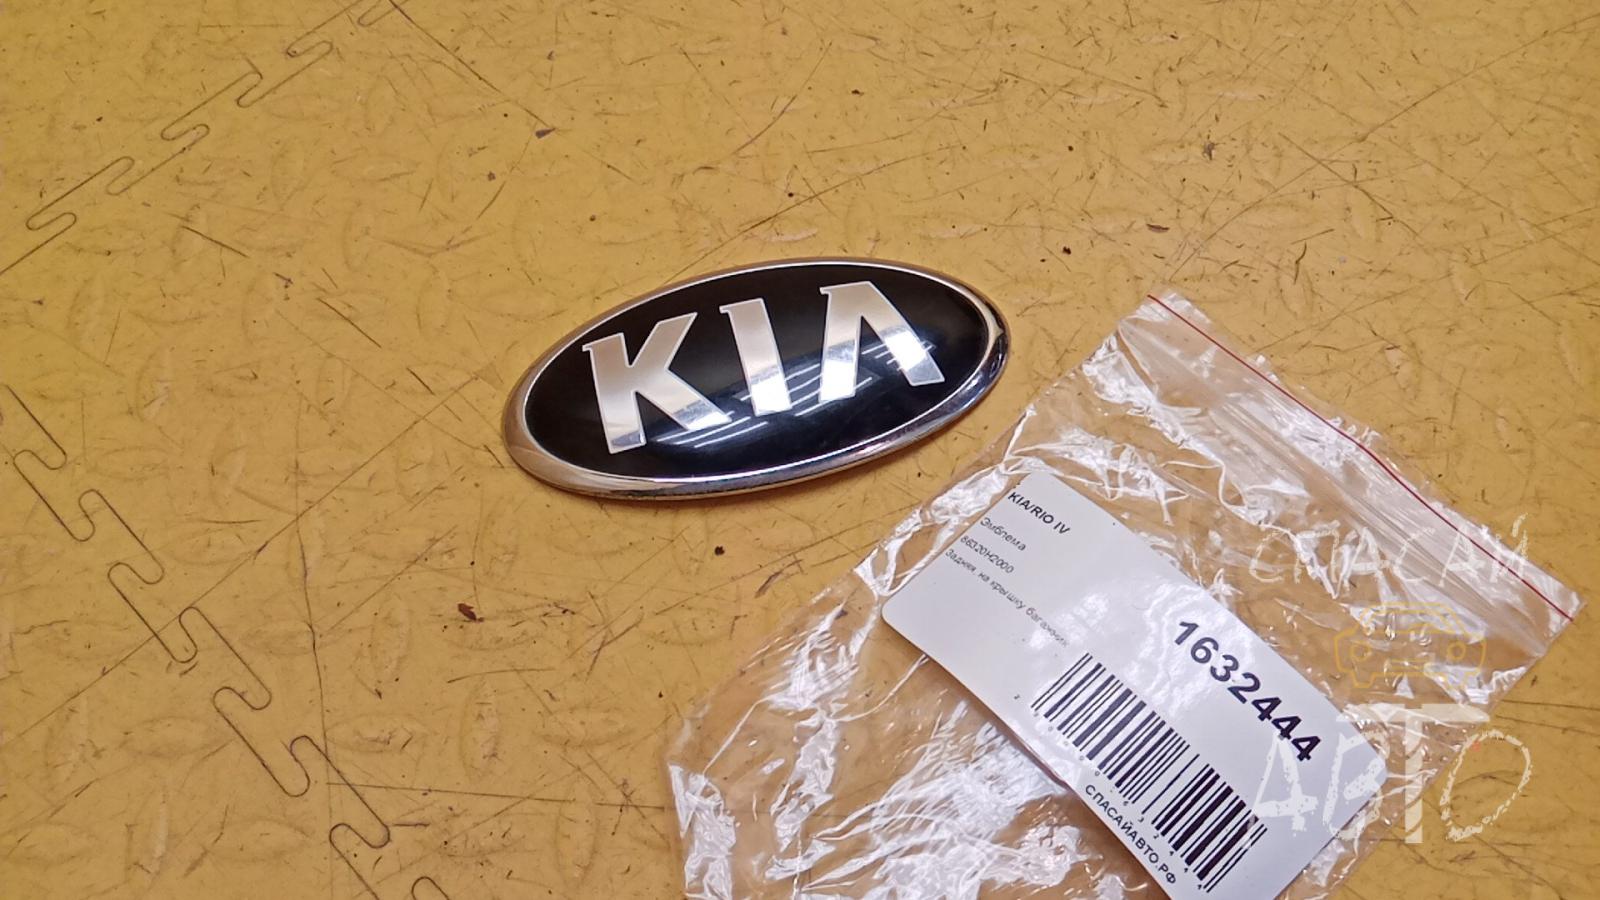 KIA
KIA/RIO IV
Эмблема
86320H2000
Задняя, на крышку багажник
1632444
СПАСАЙАВТО.РФ
СПАСАЙ
АВТО